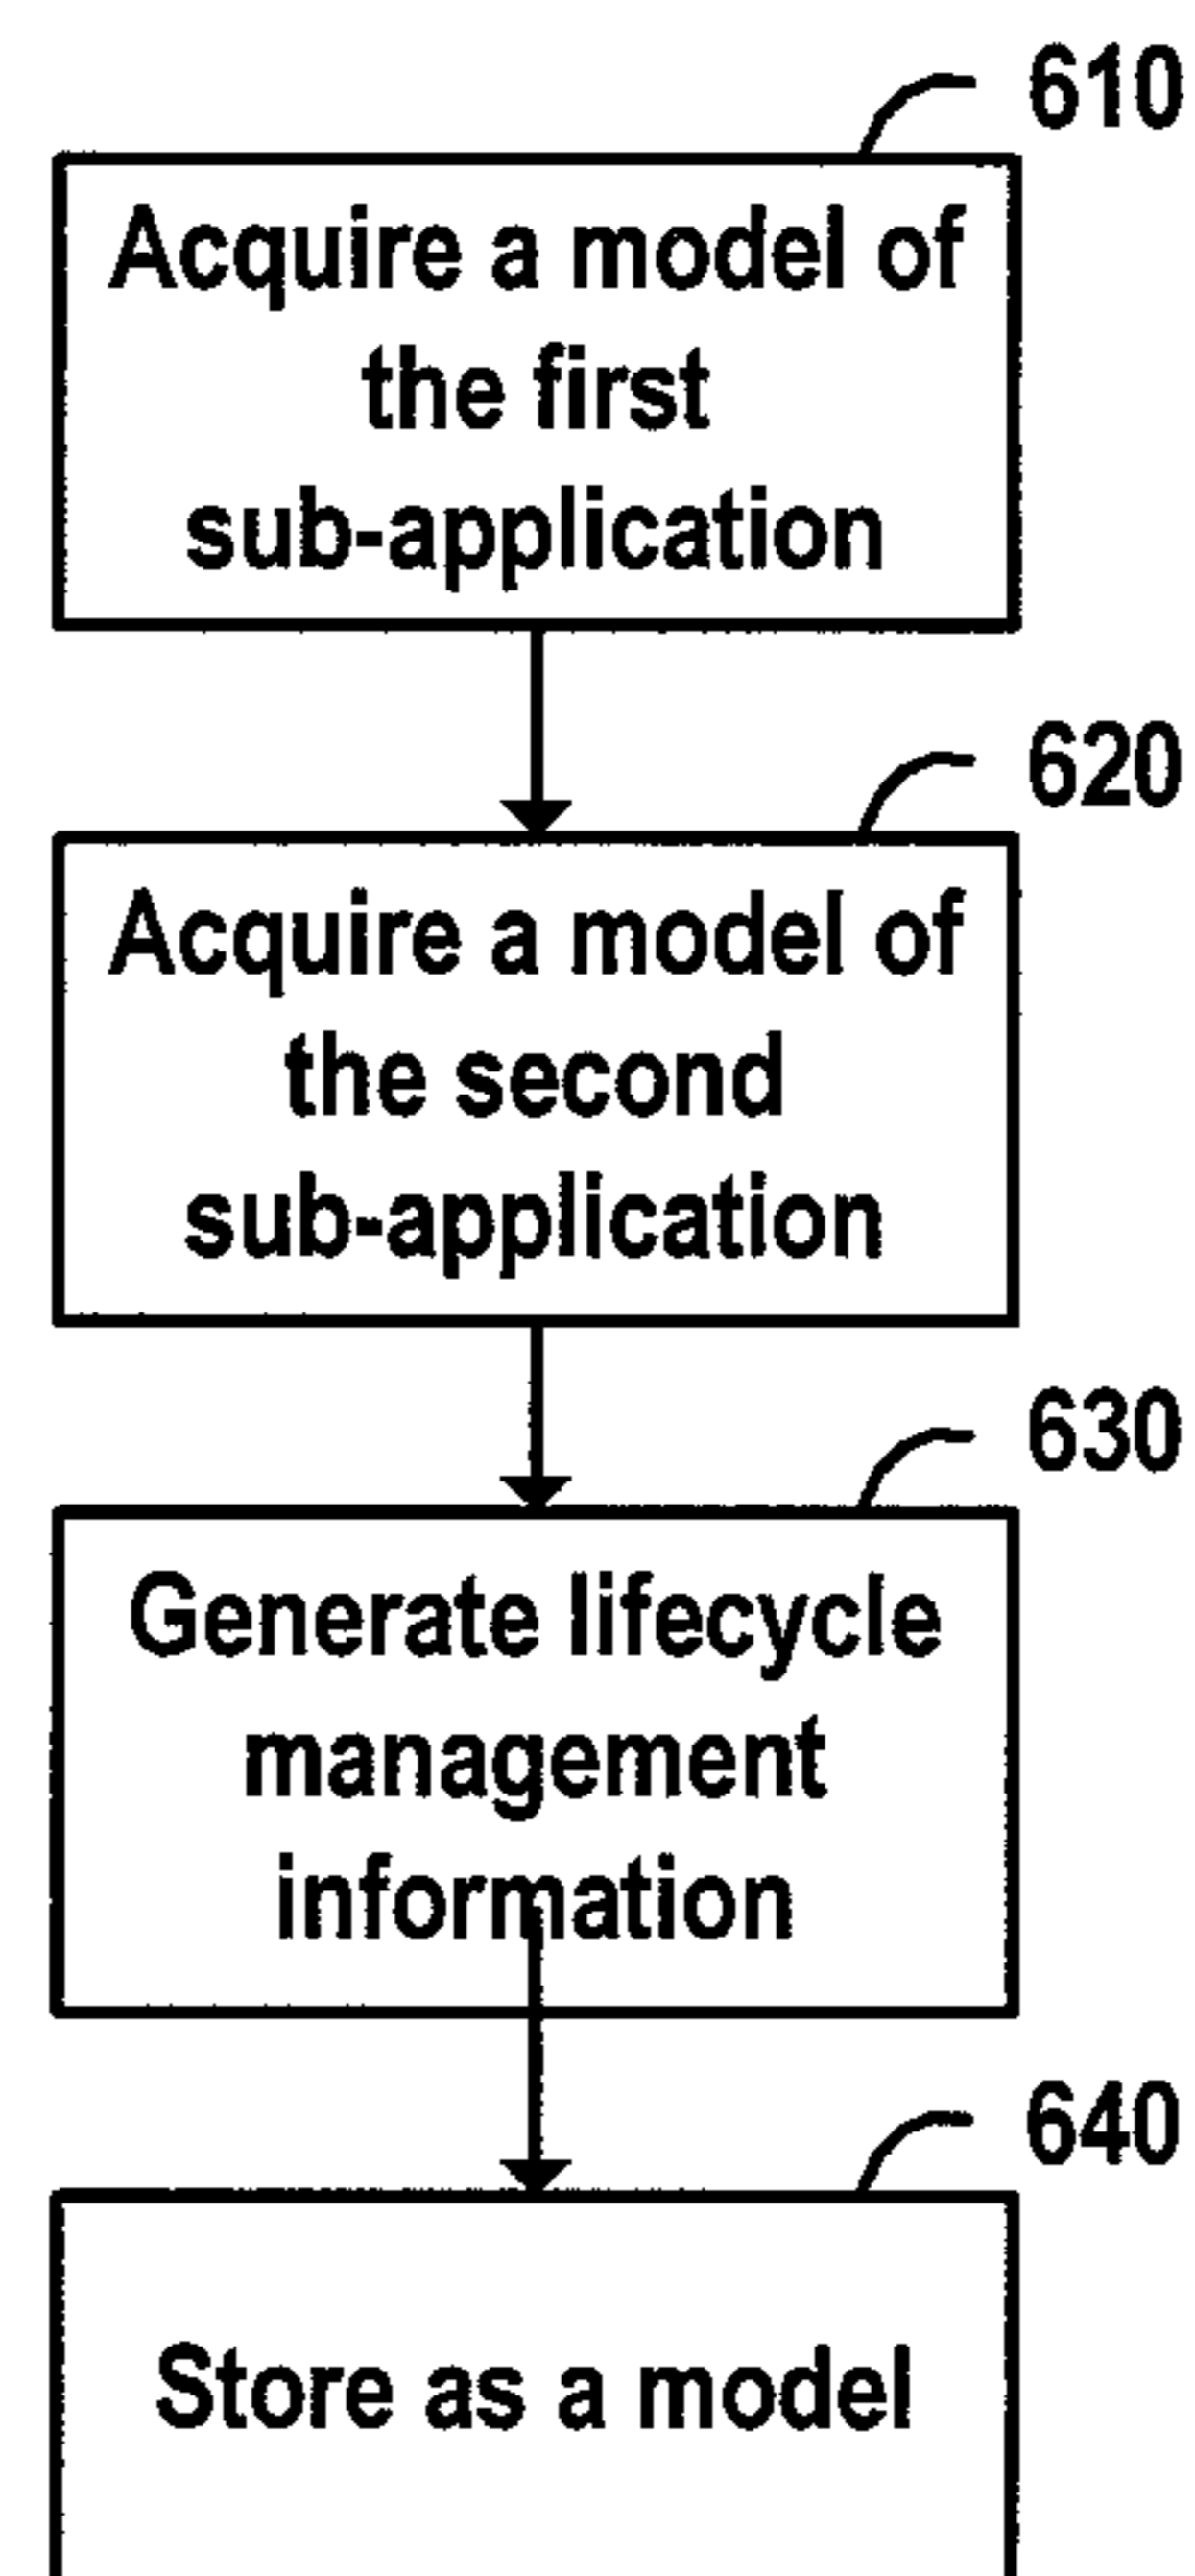 610
Acquire a model of
the first
sub-application
620
Acquire a model of
the second
sub-application
630
Generate lifecycle
management
information
640
Store as a model